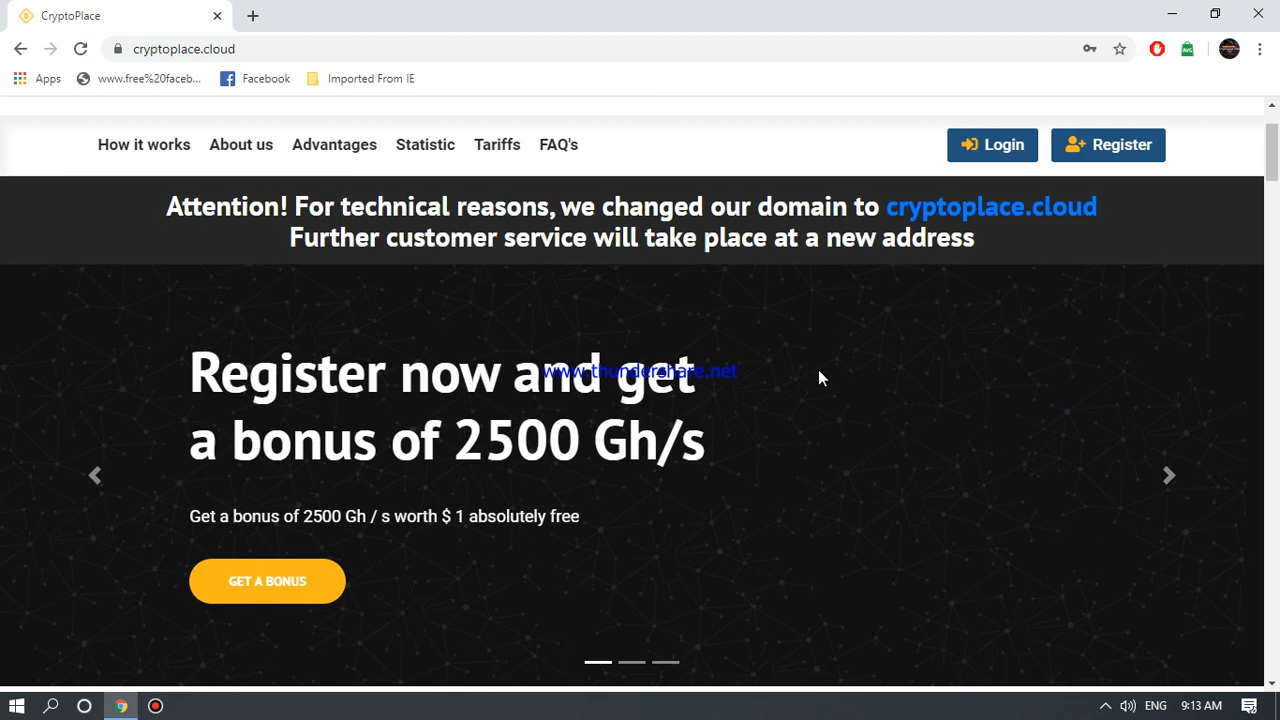 CryptoPlace
cryptoplace.cloud
Apps
www.free%20faceb...
Facebook
Imported From IE
AVG
How it works
About us
Advantages
Statistic
Tariffs
FAQ's
Login
Register
Attention! For technical reasons, we changed our domain to cryptoplace.cloud
Further customer service will take place at a new address
Register now and get
www.thundershare.net
a bonus of 2500 Gh/s
Get a bonus of 2500 Gh / s worth $ 1 absolutely free
GET A BONUS
ENG
9:13 AM